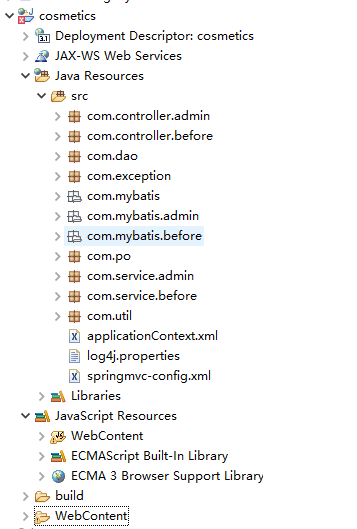 cosmetics
3.1 Deployment Descriptor: cosmetics
JAX-WS Web Services
Java Resources
src
com.controller.admin
com.controller.before
com.dao
com.exception
com.mybatis
com.mybatis.admin
com.mybatis.before
com.po
com.service.admin
com.service.before
com.util
applicationContext.xml
log4j.properties
springmvc-config.xml
Libraries
JavaScript Resources
WebContent
ECMAScript Built-In Library
ECMA 3 Browser Support Library
build
WebContent